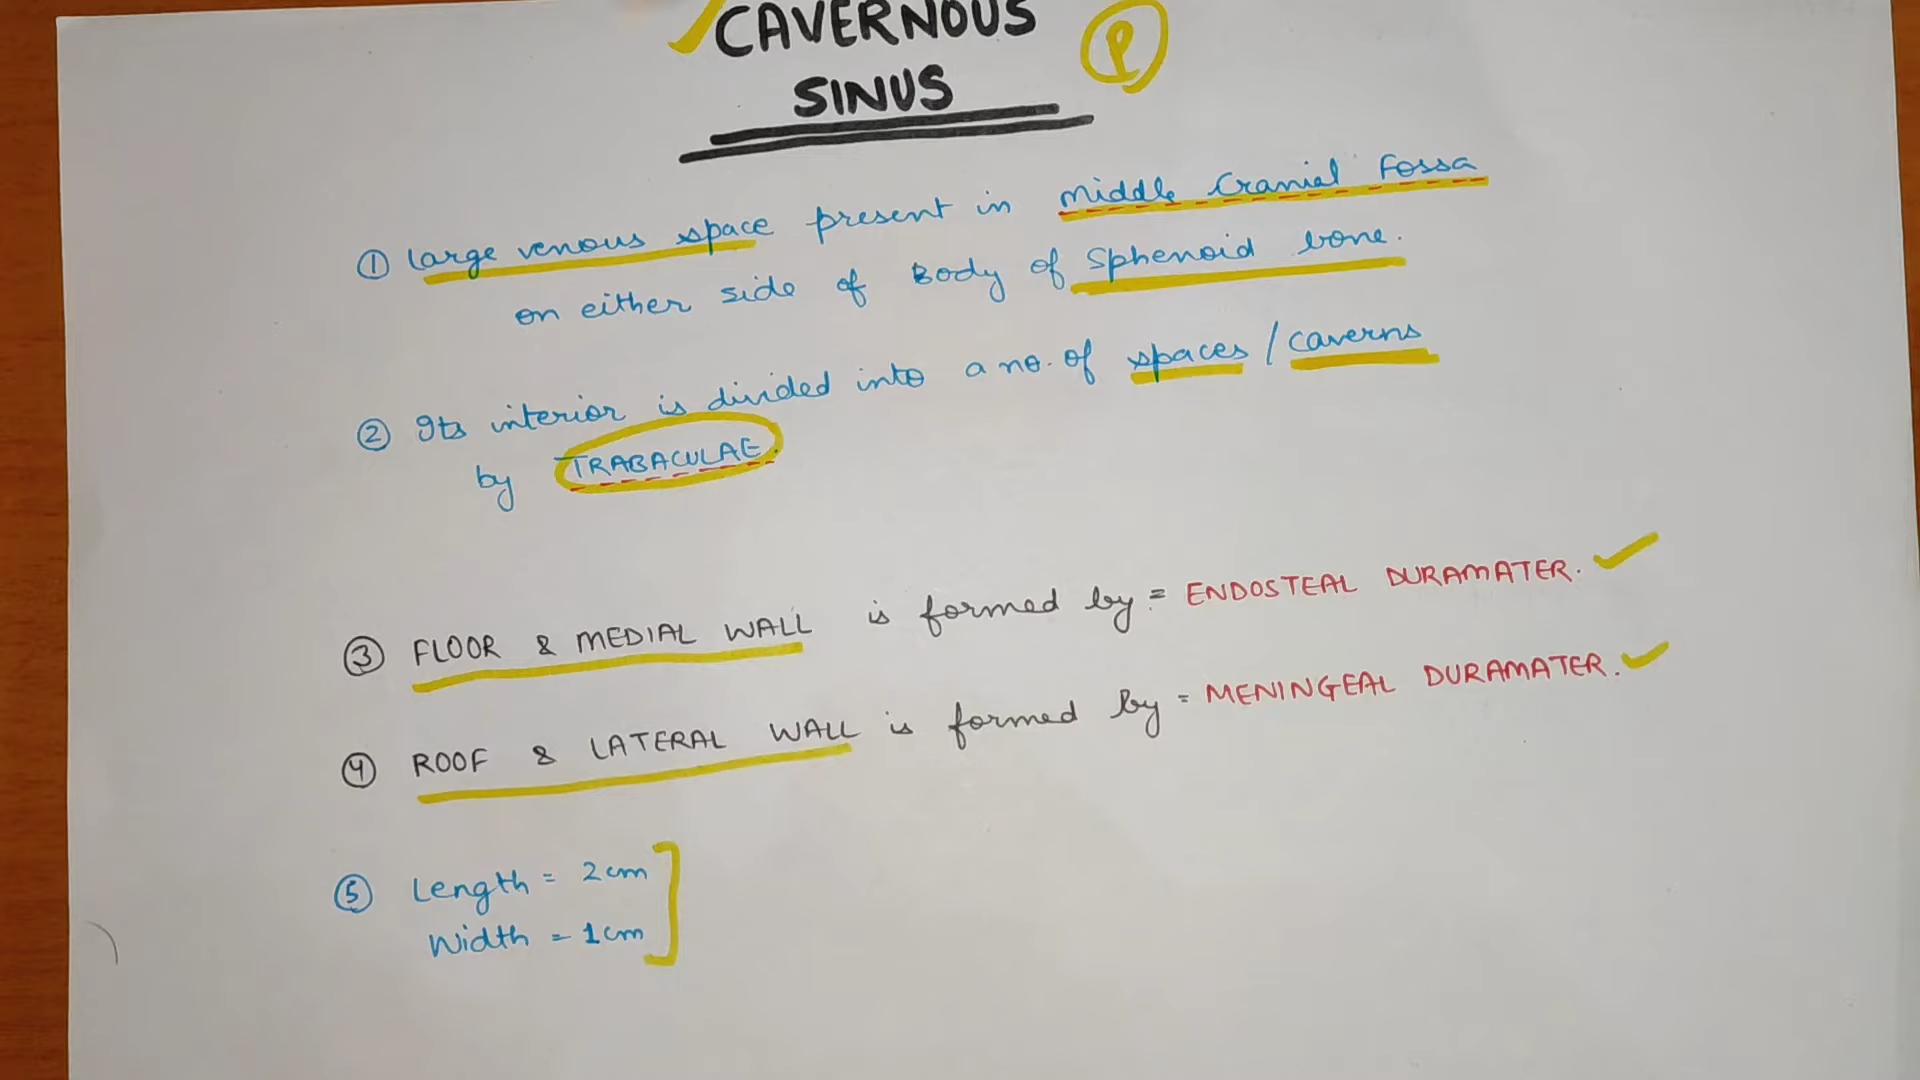 CAVERNOUS
SINUS
P
① Large venous space present in middle Cranial Fossa
on either side of Body of Sphenoid bone.
② Its interior is divided into a no. of spaces / caverns
by TRABACULAE.
③ FLOOR & MEDIAL WALL is formed by = ENDOSTEAL DURAMATER.
④ ROOF & LATERAL WALL is formed by = MENINGEAL DURAMATER.
⑤ Length = 2cm
Width = 1cm